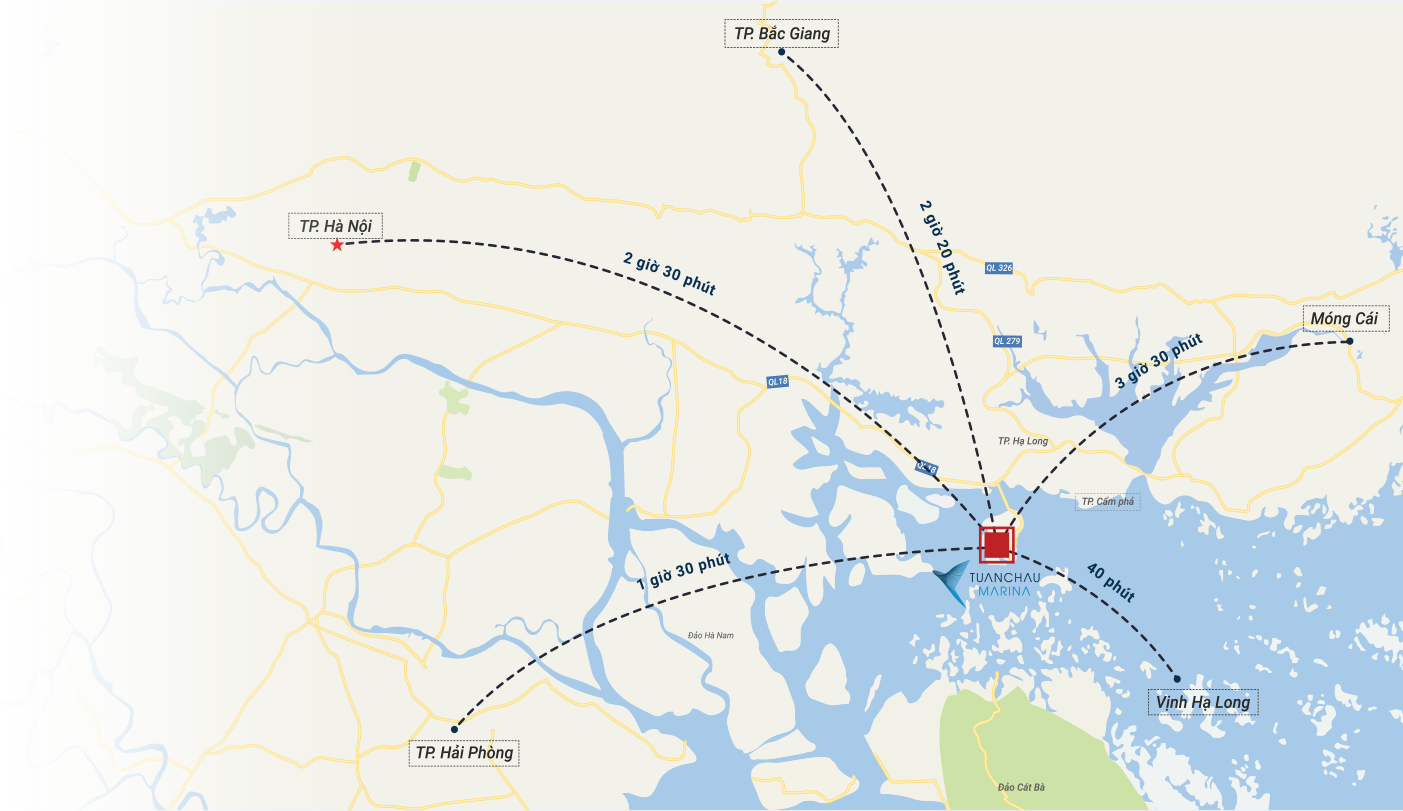 TP. Bắc Giang
TP. Hà Nội
2 giờ 30 phút
2 giờ 20 phút
QL 326
Móng Cái
QL 279
3 giờ 30 phút
QL18
TP. Hạ Long
QL18
TP. Cẩm phả
1 giờ 30 phút
40 phút
TUANCHAU
MARINA
Đảo Hà Nam
Vịnh Hạ Long
TP. Hải Phòng
Đảo Cát Bà